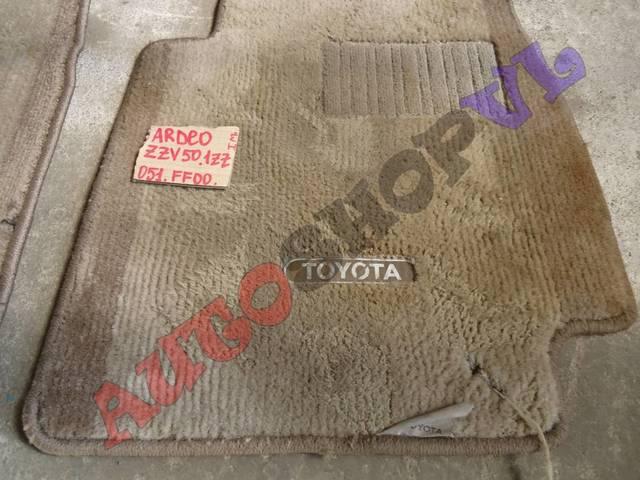 ARDEO
ZZV50.1ZZ
051.FF00.
TOYOTA
TOYOTA
AUTOSHOPVL